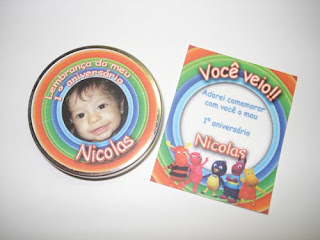 Lembrança do meu
1º aniversário
Nicolas
Você veio!!
Adorei comemorar
com você o meu
1º aniversário
Nicolas